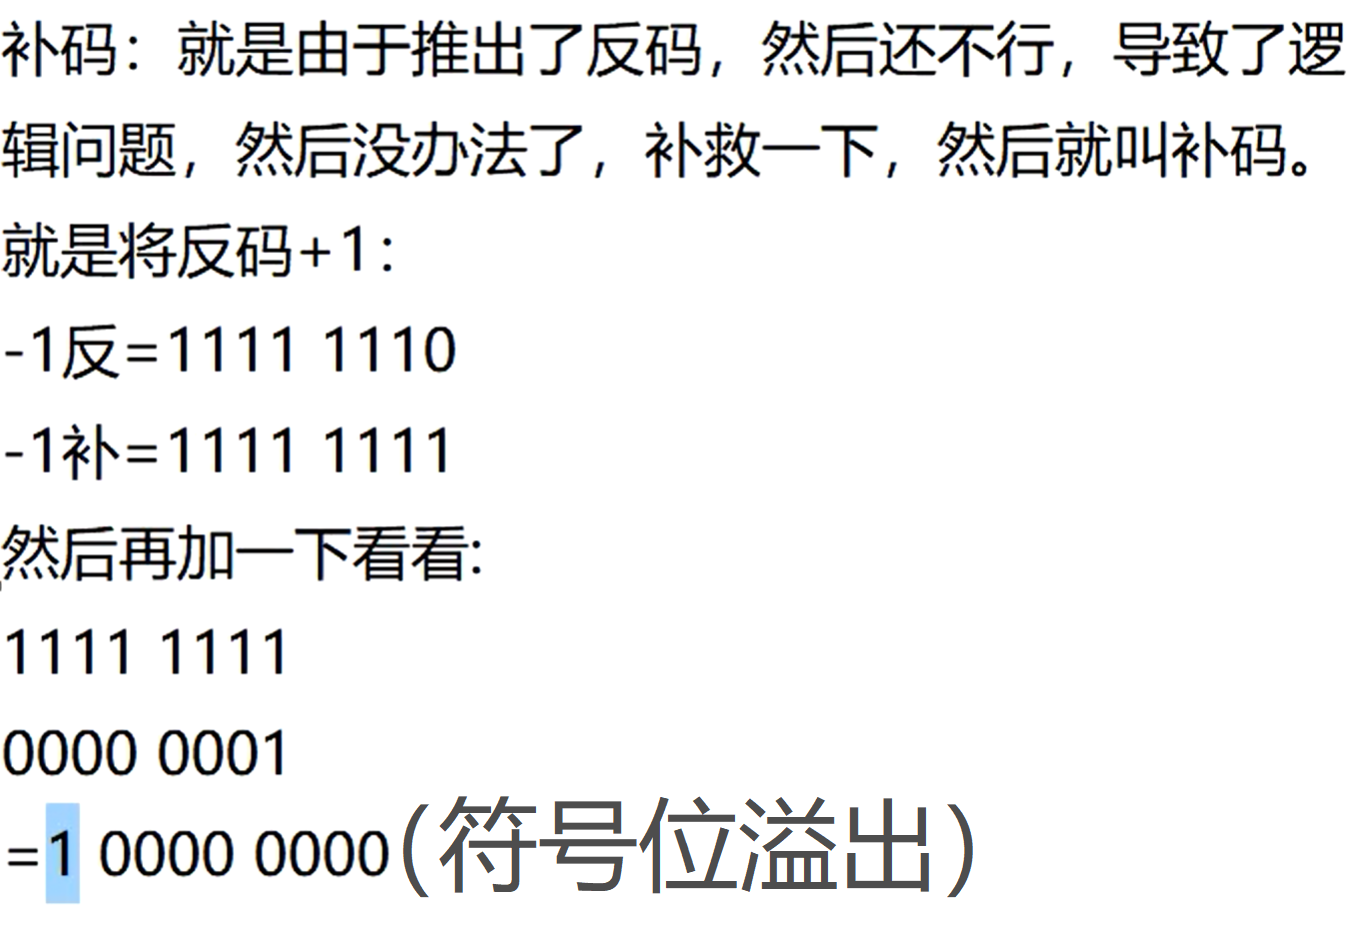 补码：就是由于推出了反码，然后还不行，导致了逻
辑问题，然后没办法了，补救一下，然后就叫补码。
就是将反码+1：
-1反=1111 1110
-1补=1111 1111
然后再加一下看看:
1111 1111
0000 0001
=1 0000 0000（符号位溢出）